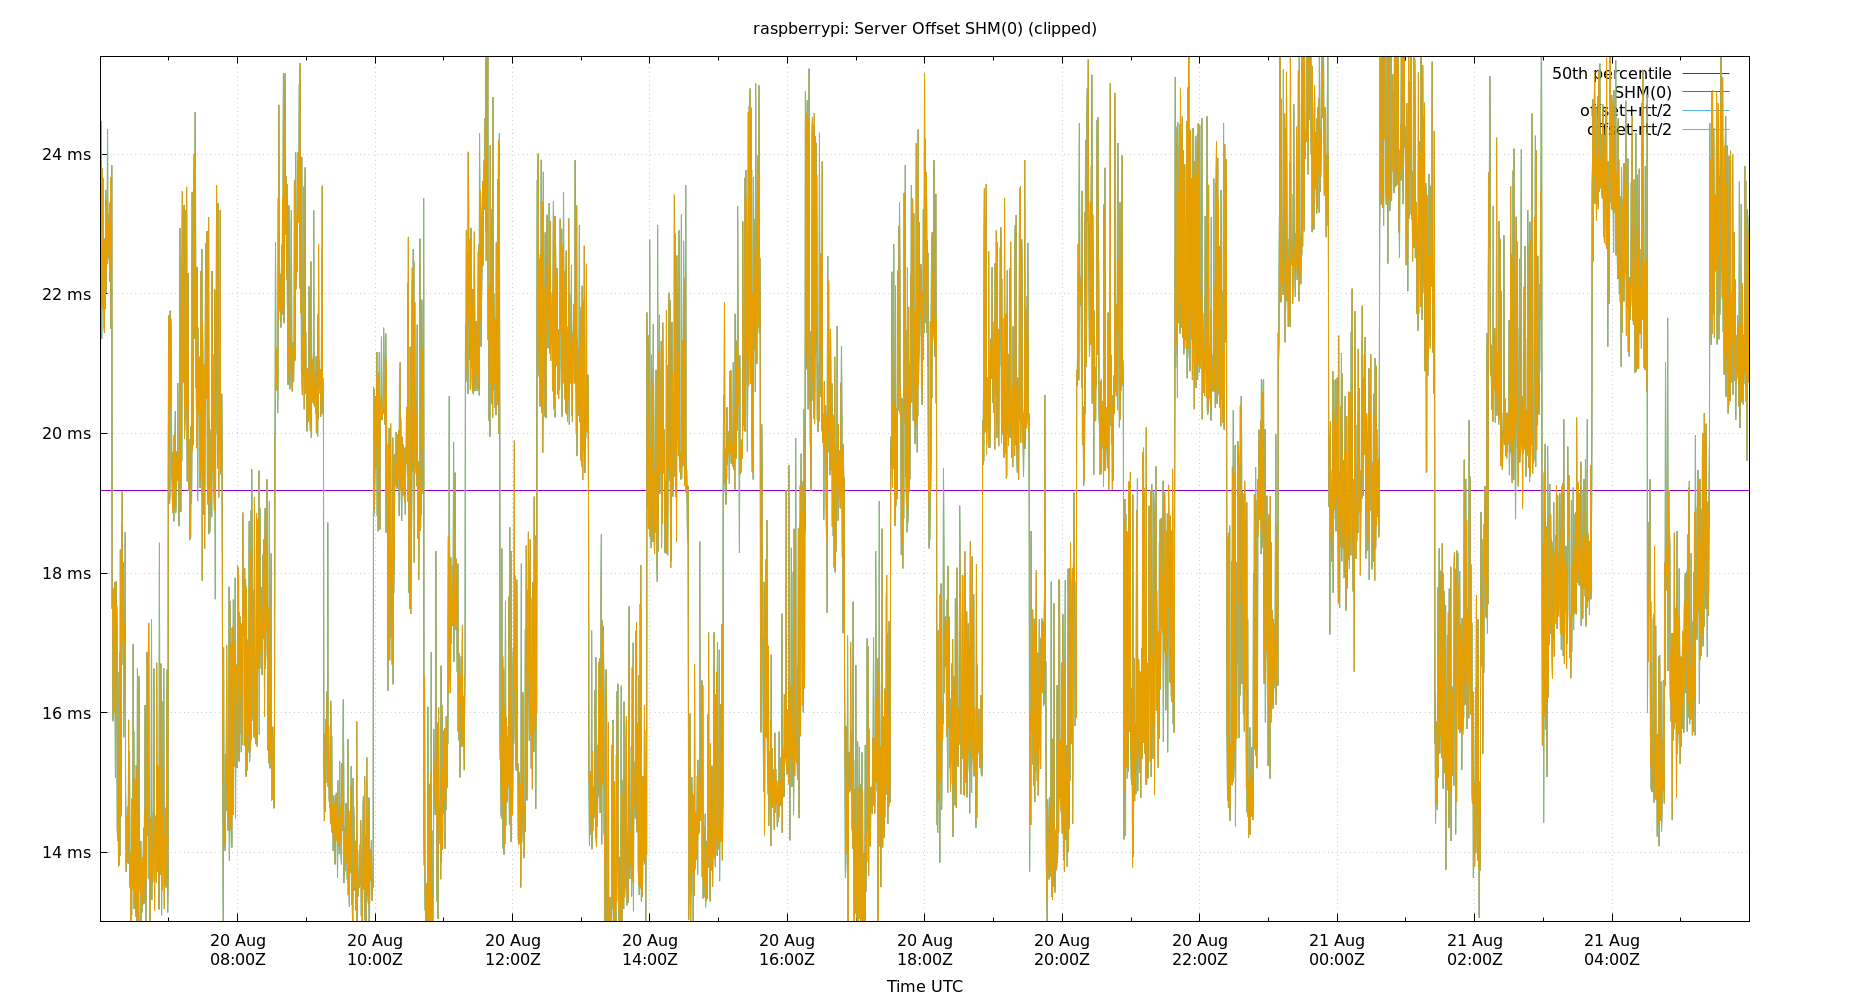 raspberrypi: Server Offset SHM(0) (clipped)
50th percentile
SHM(0)
offset+rtt/2
offset-rtt/2
24 ms
22 ms
20 ms
18 ms
16 ms
14 ms
20 Aug 20 Aug 20 Aug 20 Aug 20 Aug 20 Aug 20 Aug 20 Aug 21 Aug 21 Aug 21 Aug
08:00Z 10:00Z 12:00Z 14:00Z 16:00Z 18:00Z 20:00Z 22:00Z 00:00Z 02:00Z 04:00Z
Time UTC